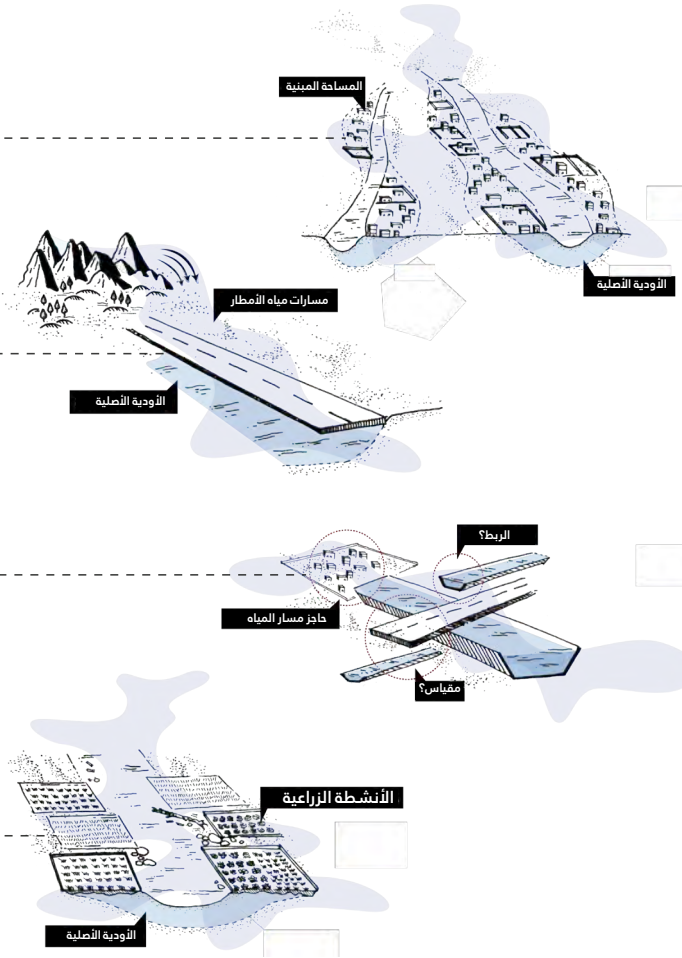 المساحة المبنية
الأودية الأصلية
مسارات مياه الأمطار
الأودية الأصلية
الربط؟
حاجز مسار المياه
مقياس؟
الأنشطة الزراعية
الأودية الأصلية